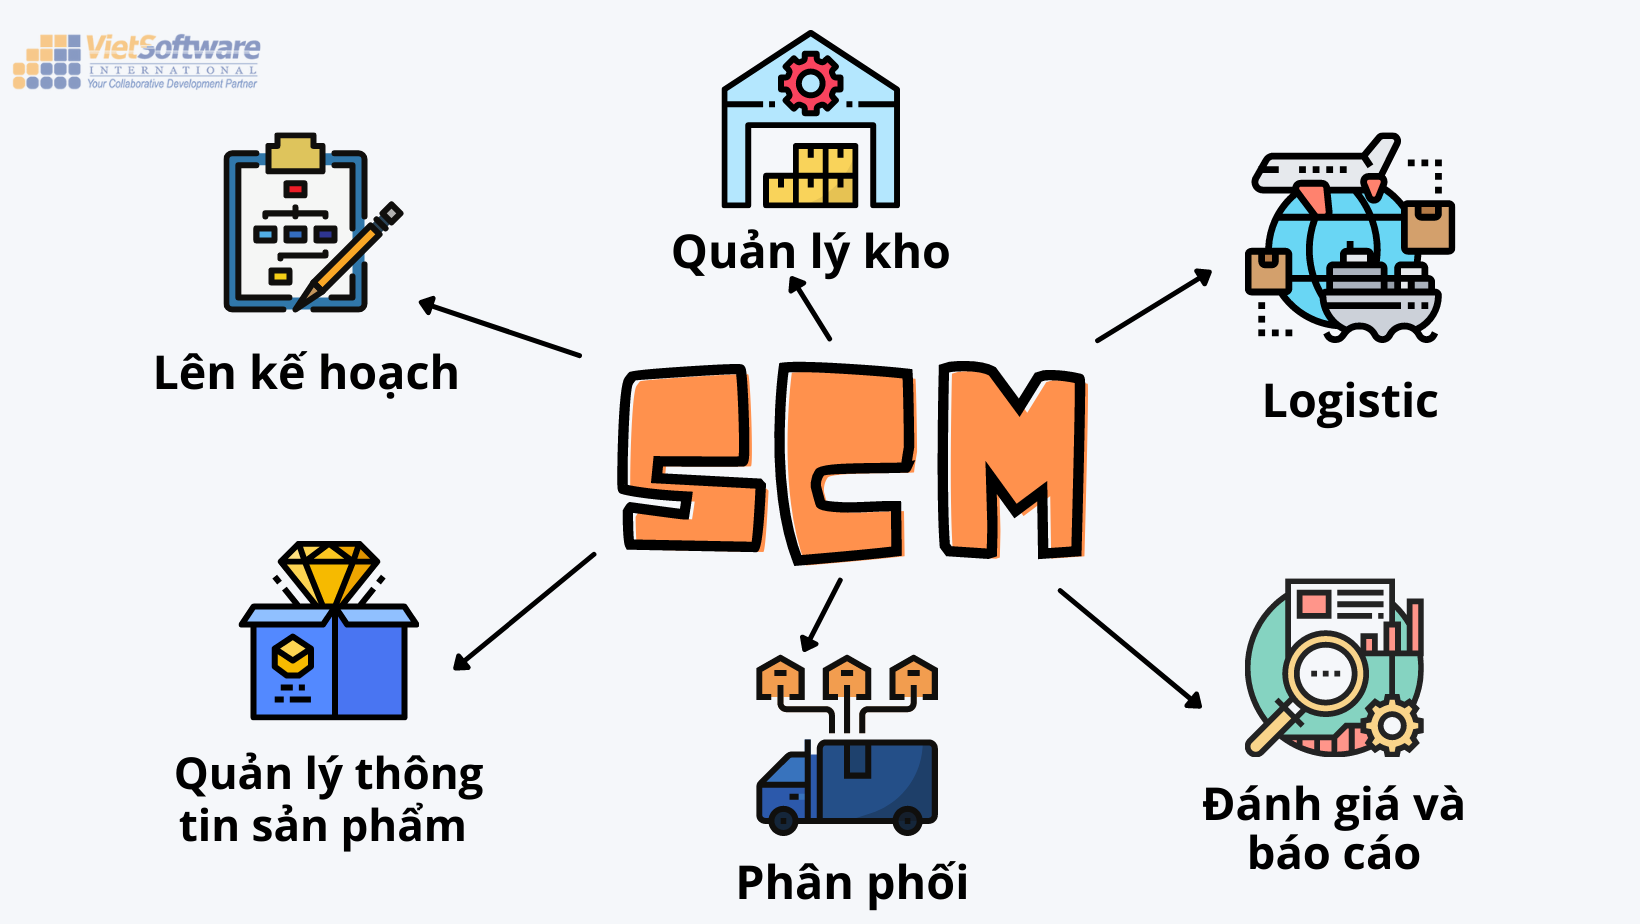 VietSoftware
INTERNATIONAL
Your Collaborative Development Partner
Quản lý kho
Lên kế hoạch
Logistic
SCM
Quản lý thông
tin sản phẩm
Phân phối
Đánh giá và
báo cáo